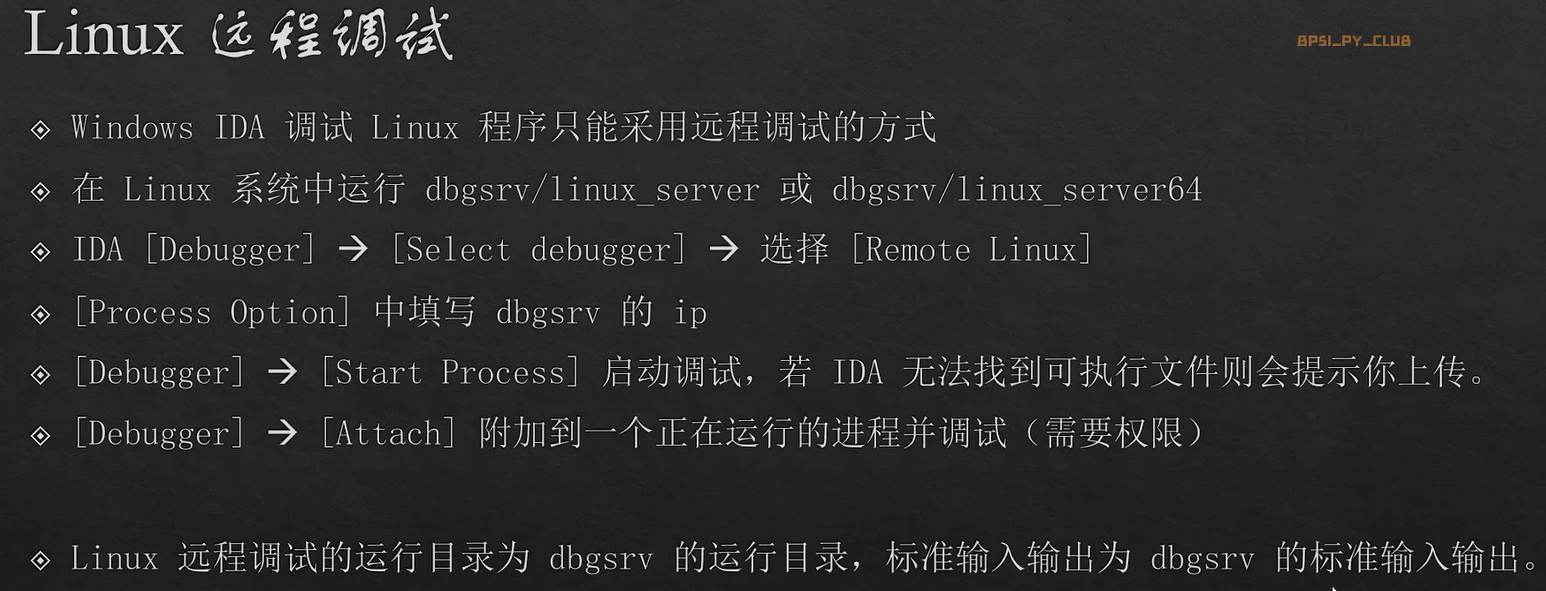 Linux 远程调试
BPSI_PY_CLUB
Windows IDA 调试 Linux 程序只能采用远程调试的方式
在 Linux 系统中运行 dbgsrv/linux_server 或 dbgsrv/linux_server64
IDA [Debugger] → [Select debugger] → 选择 [Remote Linux]
[Process Option] 中填写 dbgsrv 的 ip
[Debugger] → [Start Process] 启动调试，若 IDA 无法找到可执行文件则会提示你上传。
[Debugger] → [Attach] 附加到一个正在运行的进程并调试（需要权限）
Linux 远程调试的运行目录为 dbgsrv 的运行目录，标准输入输出为 dbgsrv 的标准输入输出。